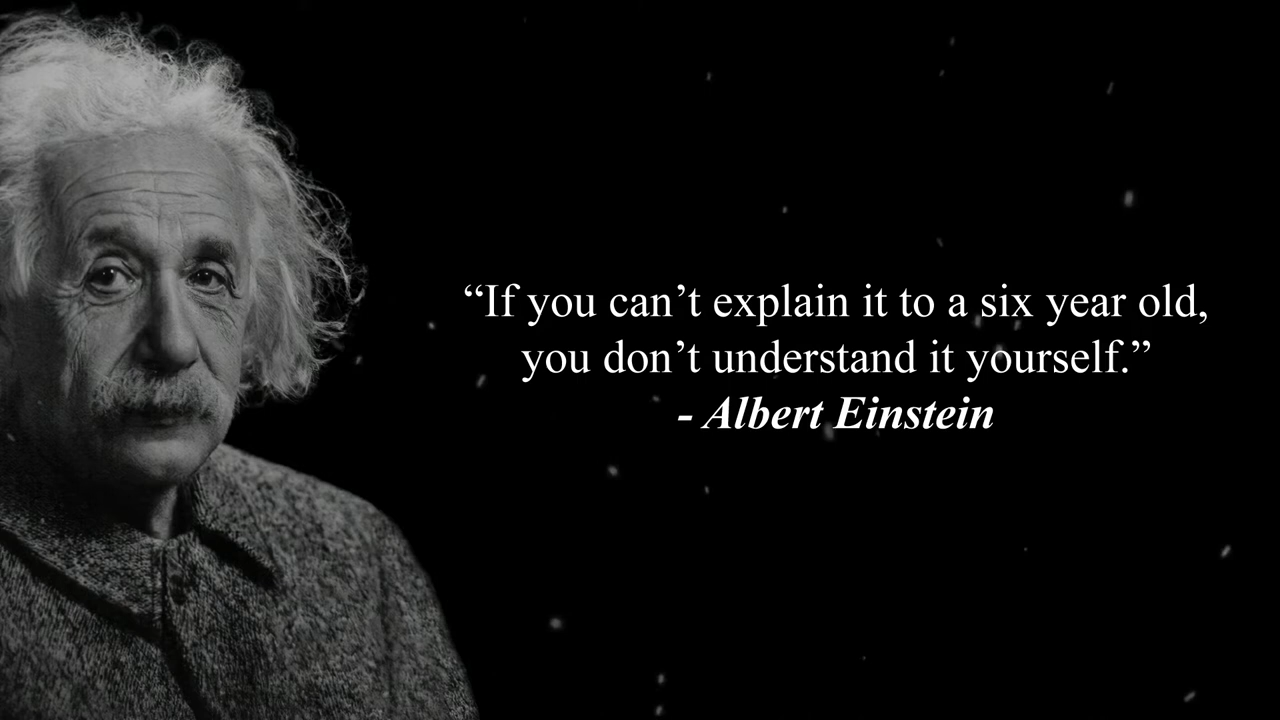 “If you can’t explain it to a six year old,
you don’t understand it yourself.”
- Albert Einstein